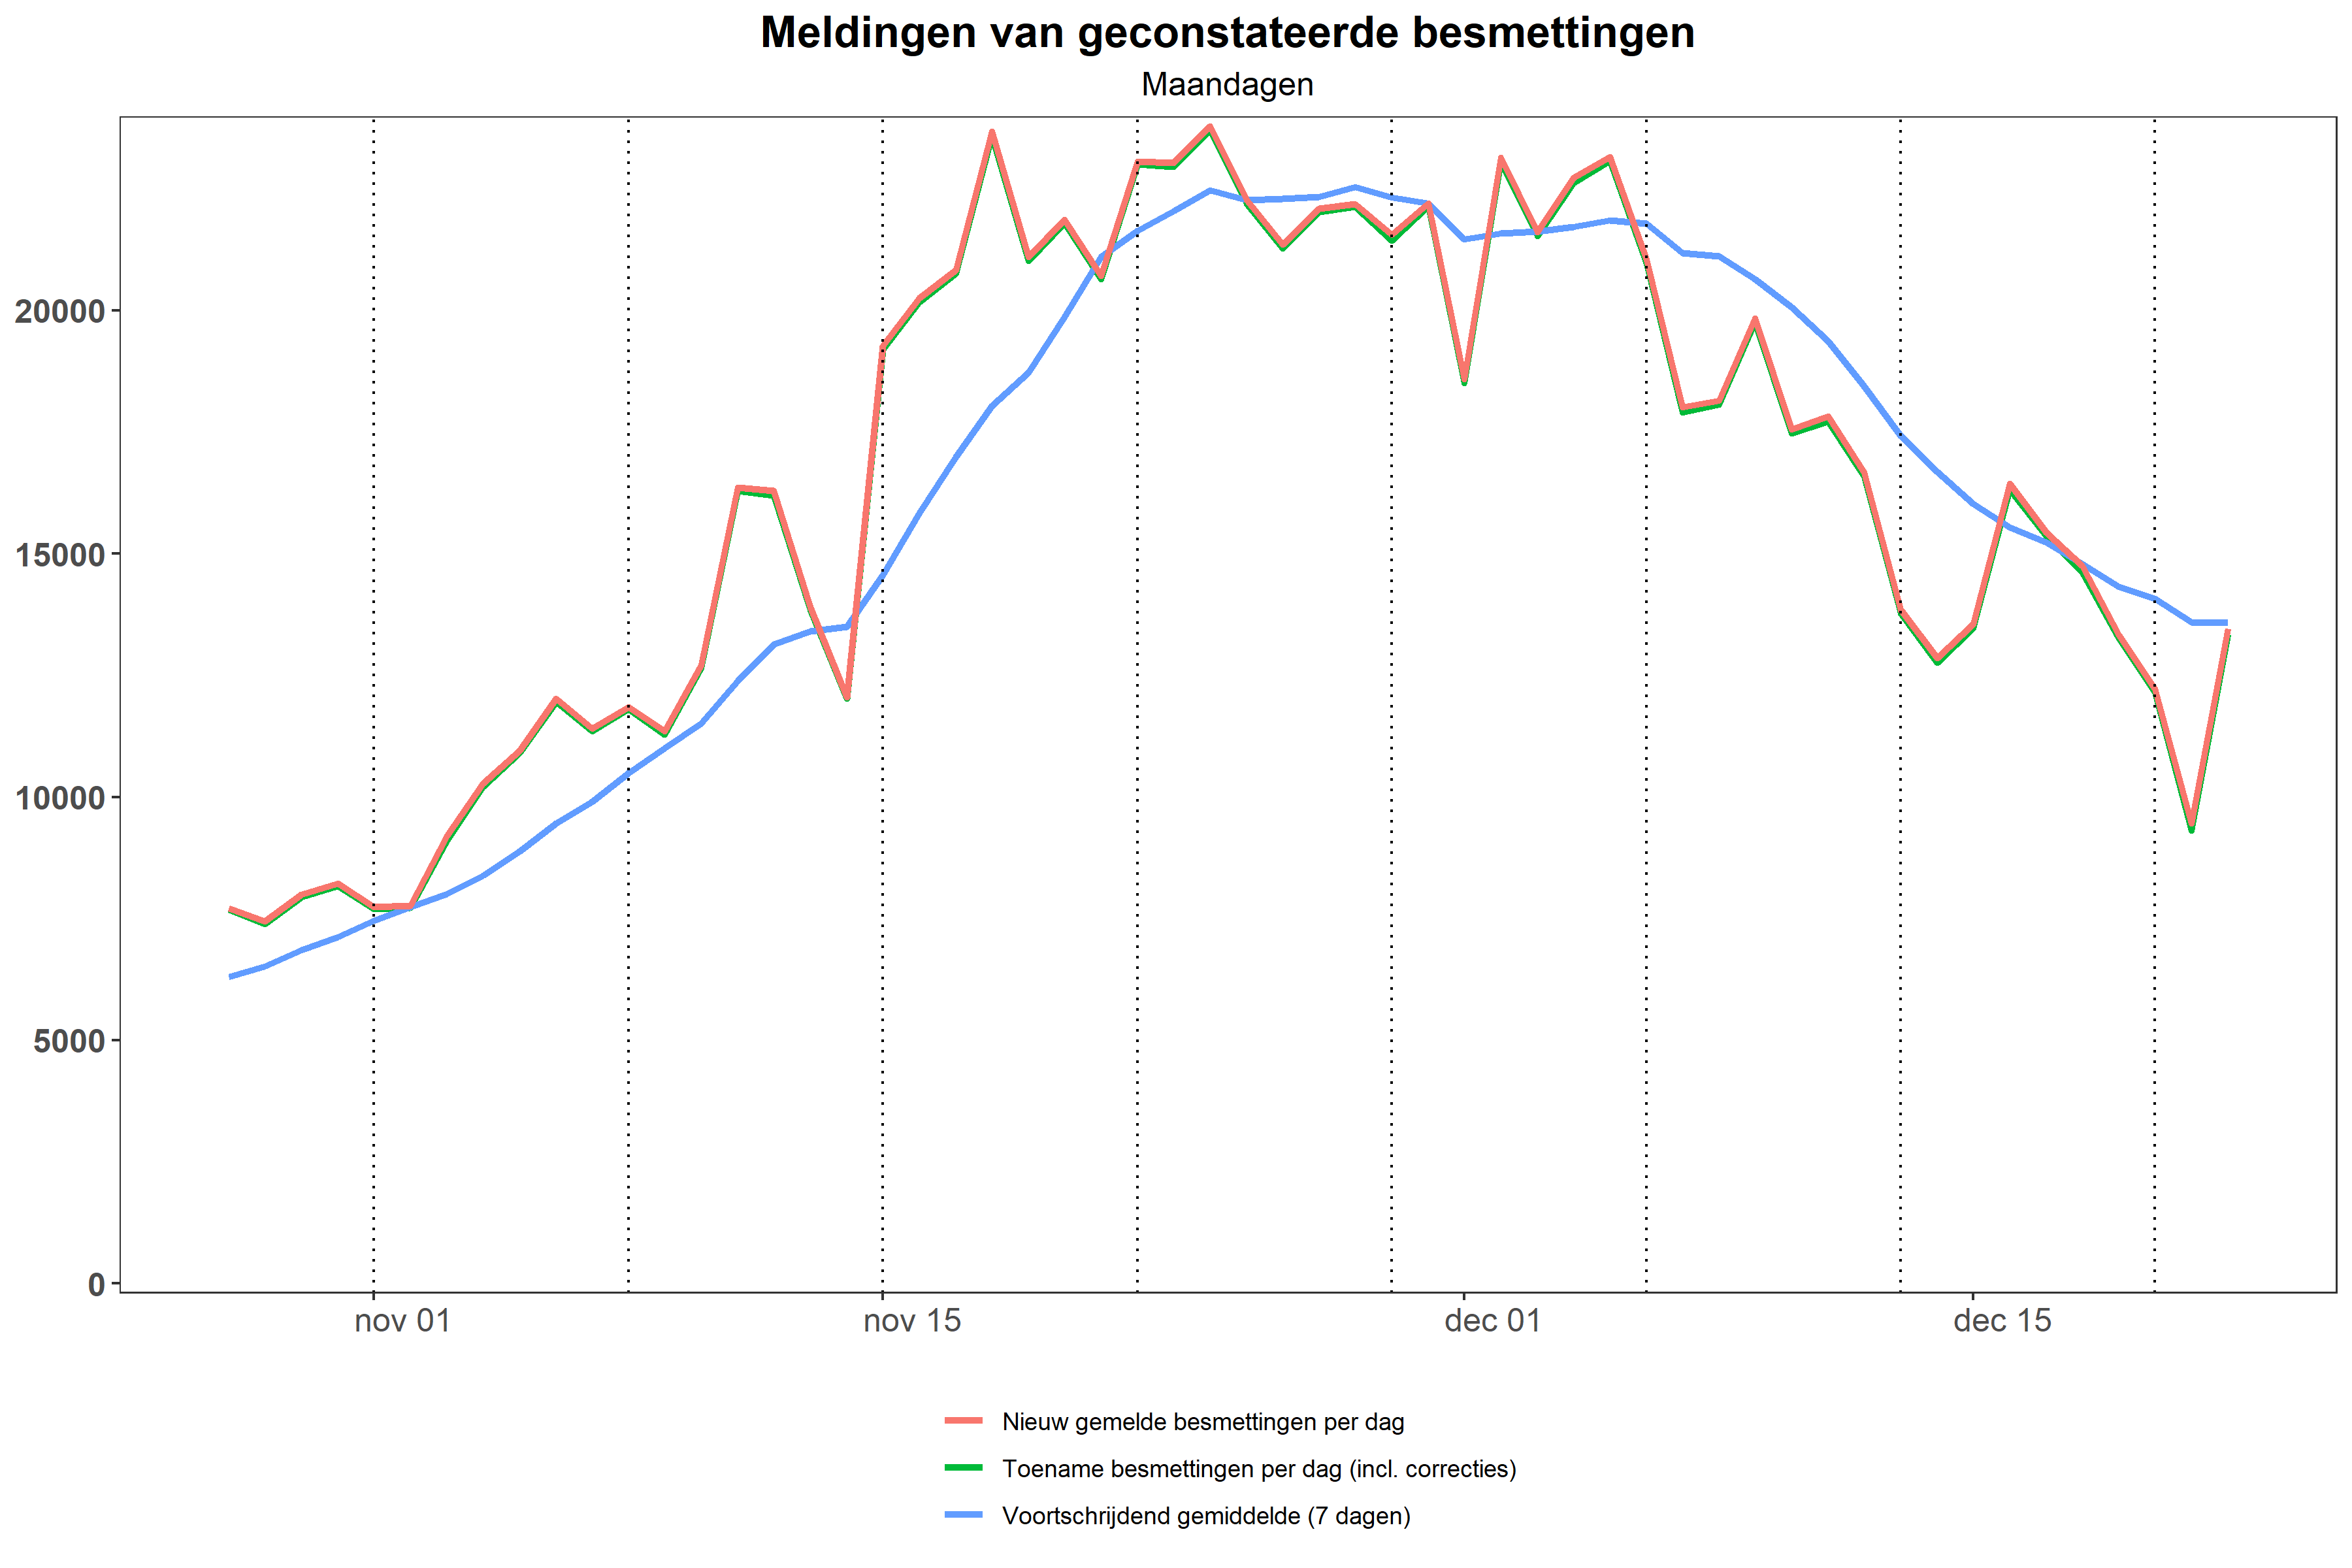 Meldingen van geconstateerde besmettingen
Maandagen
20000
15000
10000
5000
0
nov 01
nov 15
dec 01
dec 15
Nieuw gemelde besmettingen per dag
Toename besmettingen per dag (incl. correcties)
Voortschrijdend gemiddelde (7 dagen)